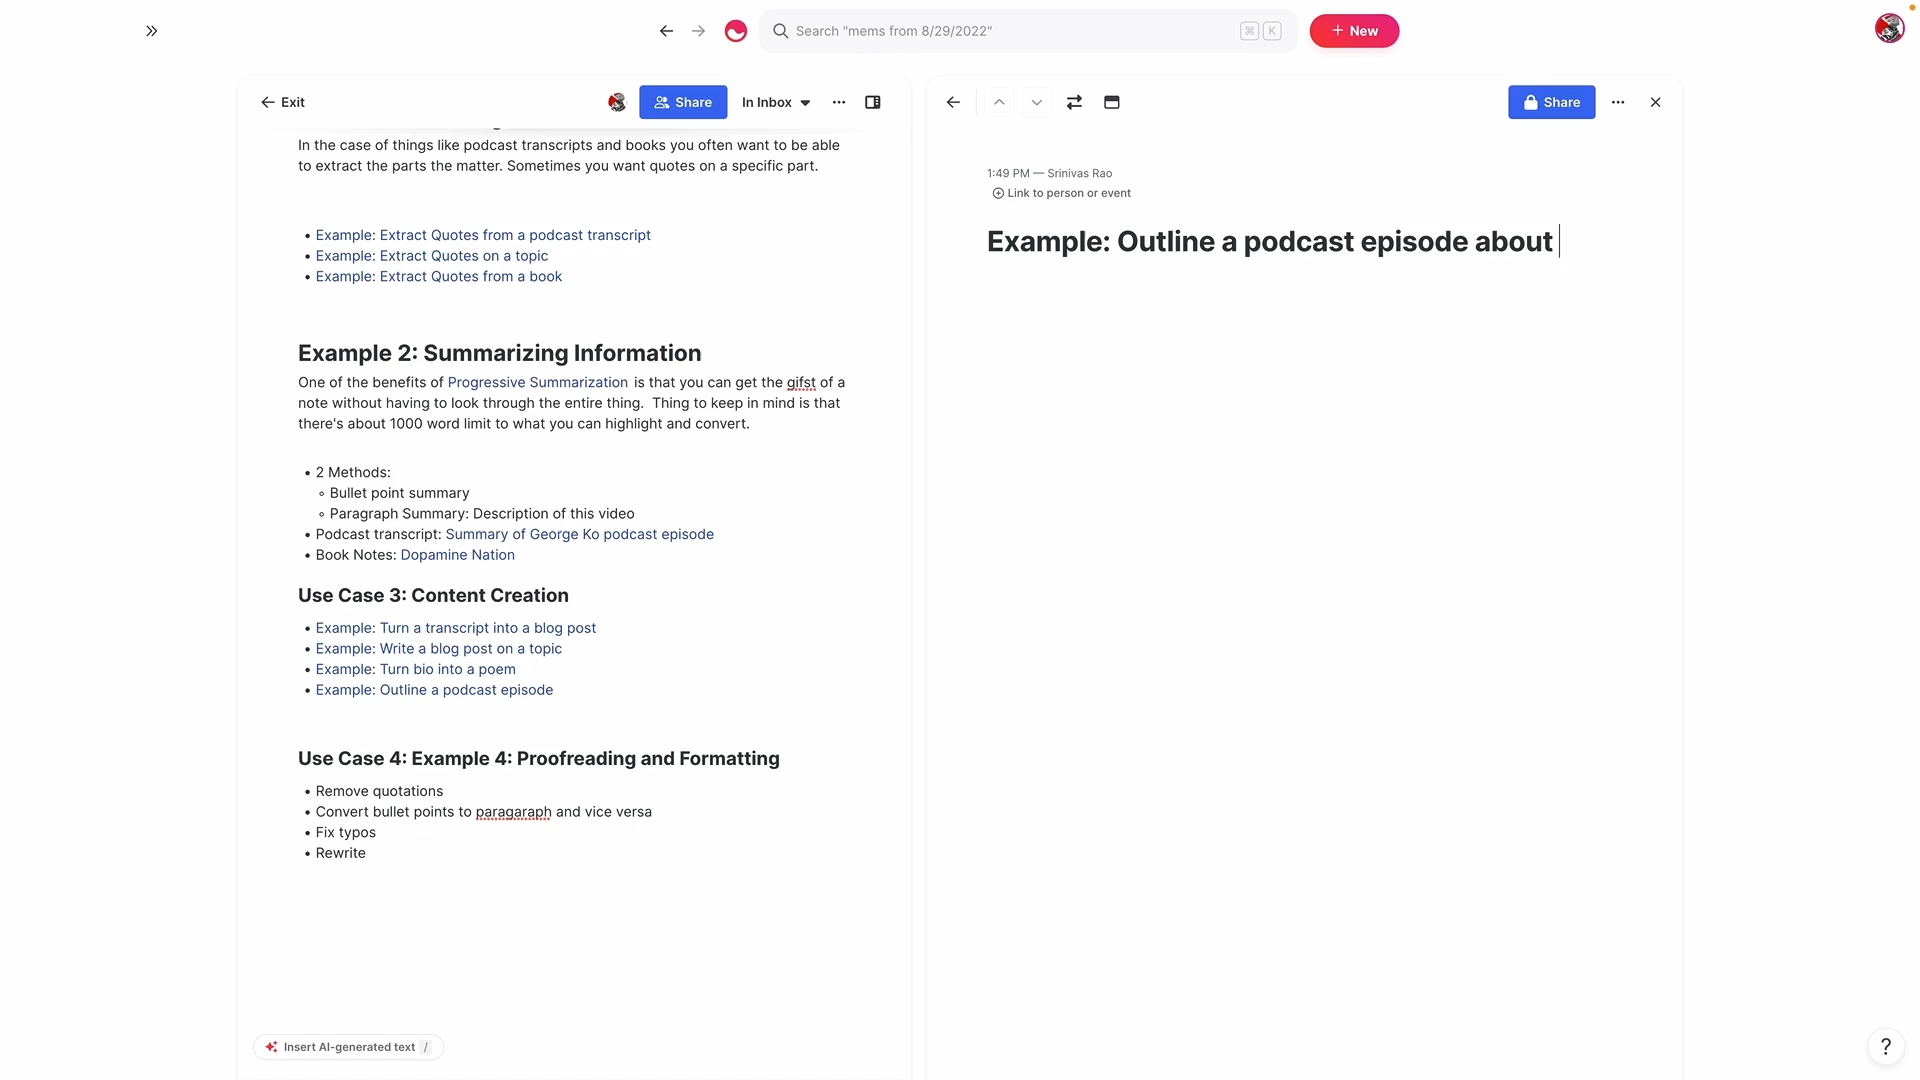 Search "mems from 8/29/2022"
⌘ K
+ New
Exit
Share
In Inbox
In the case of things like podcast transcripts and books you often want to be able
to extract the parts the matter. Sometimes you want quotes on a specific part.
• Example: Extract Quotes from a podcast transcript
• Example: Extract Quotes on a topic
• Example: Extract Quotes from a book
Example 2: Summarizing Information
One of the benefits of Progressive Summarization is that you can get the gifst of a
note without having to look through the entire thing. Thing to keep in mind is that
there's about 1000 word limit to what you can highlight and convert.
• 2 Methods:
◦ Bullet point summary
◦ Paragraph Summary: Description of this video
• Podcast transcript: Summary of George Ko podcast episode
• Book Notes: Dopamine Nation
Use Case 3: Content Creation
• Example: Turn a transcript into a blog post
• Example: Write a blog post on a topic
• Example: Turn bio into a poem
• Example: Outline a podcast episode
Use Case 4: Example 4: Proofreading and Formatting
• Remove quotations
• Convert bullet points to paragaraph and vice versa
• Fix typos
• Rewrite
Insert AI-generated text /
Share
1:49 PM — Srinivas Rao
Link to person or event
Example: Outline a podcast episode about
?